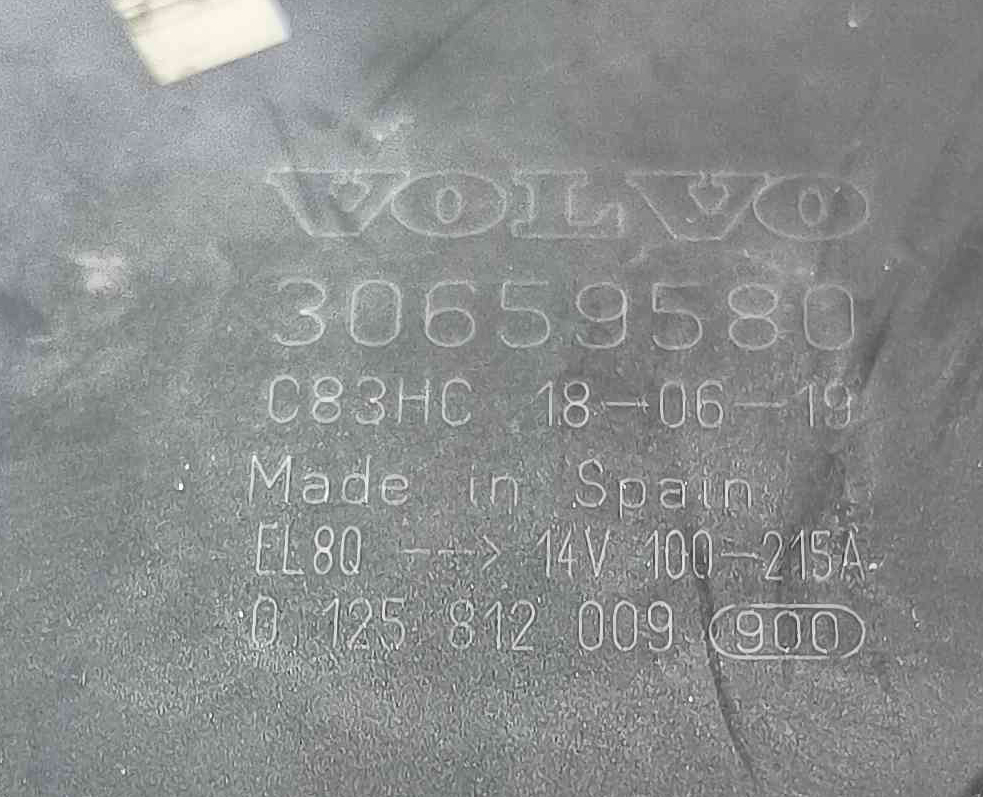 VOLVO
30659580
C83HC 18-06-19
Made in Spain
EL8Q --> 14V 100-215A
0 125 812 009 900